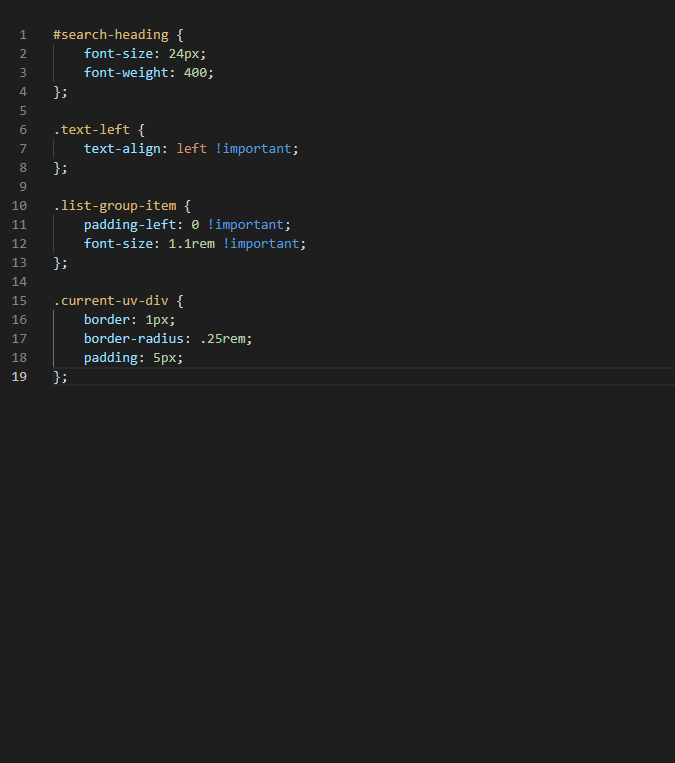 1 #search-heading {
2     font-size: 24px;
3     font-weight: 400;
4 };
5
6 .text-left {
7     text-align: left !important;
8 };
9
10 .list-group-item {
11     padding-left: 0 !important;
12     font-size: 1.1rem !important;
13 };
14
15 .current-uv-div {
16     border: 1px;
17     border-radius: .25rem;
18     padding: 5px;
19 };